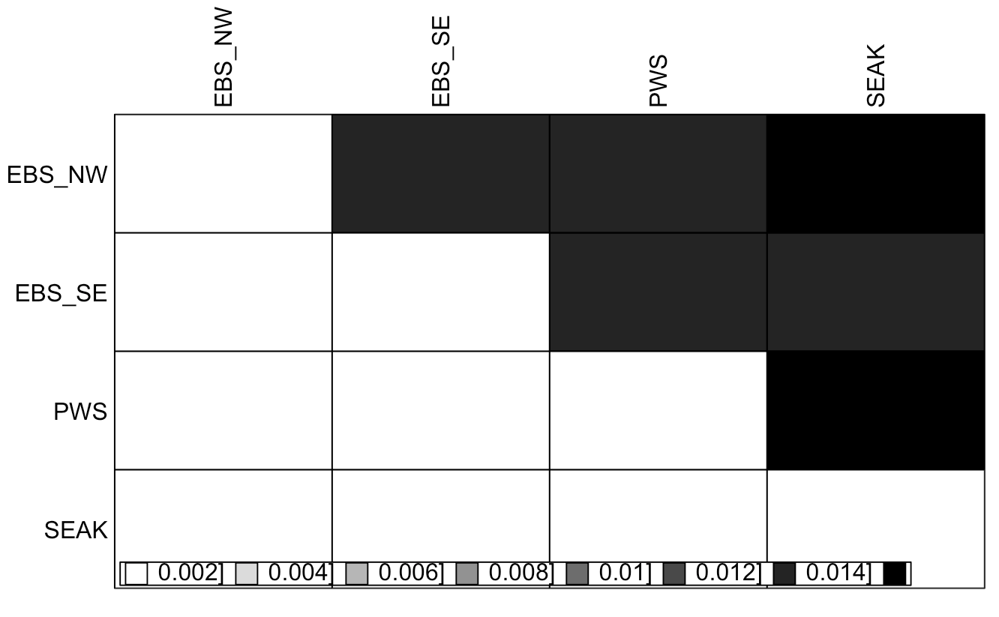 EBS_NW EBS_SE PWS SEAK
EBS_NW
EBS_SE
PWS
SEAK
0.002] 0.004] 0.006] 0.008] 0.01] 0.012] 0.014]